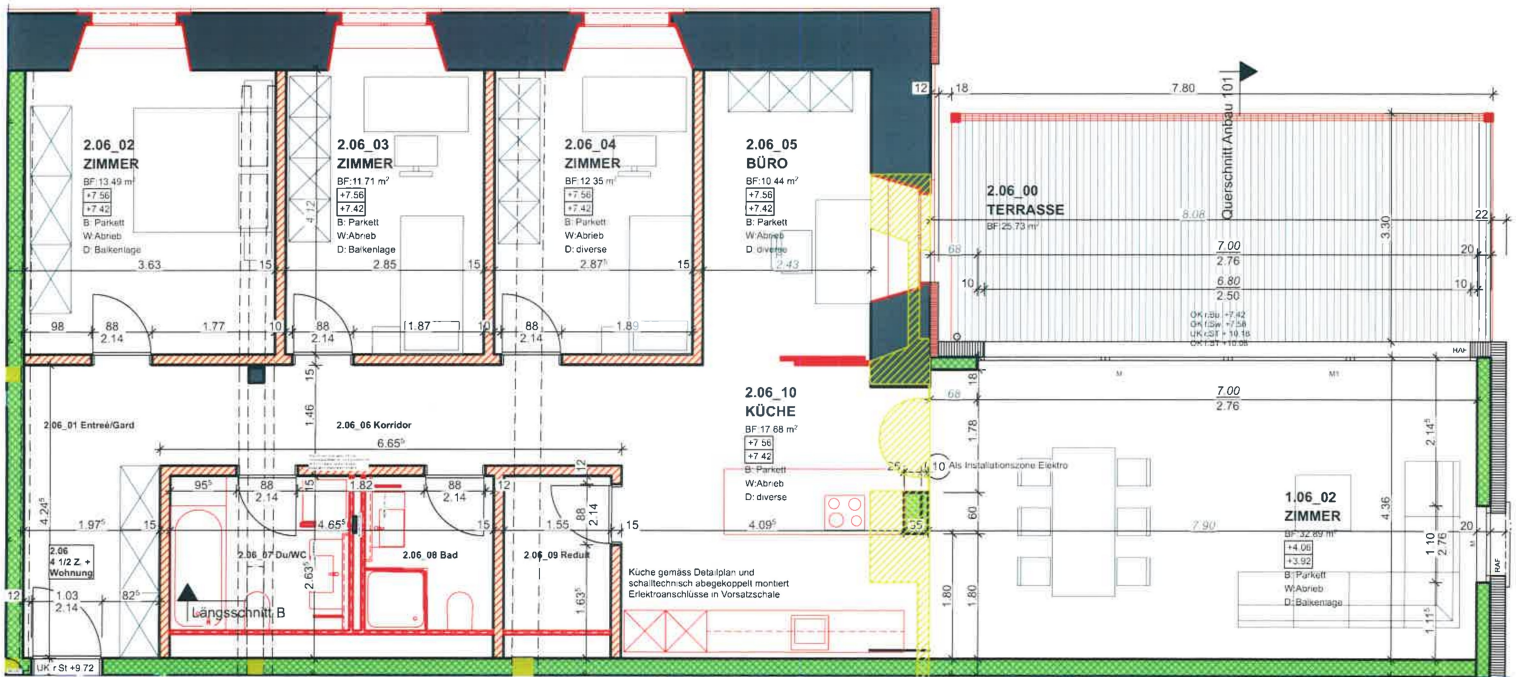 2.06_02
ZIMMER
BF:13.49 m²
+7.56
+7.42
B: Parkett
W:Abrieb
D: Balkenlage
3.63
15
98
88
2.14
1.77
10
2.06_03
ZIMMER
BF:11.71 m²
+7.56
+7.42
B: Parkett
W:Abrieb
D: Balkenlage
4.12
2.85
15
88
2.14
1.87
10
2.06_04
ZIMMER
BF:12.35 m²
+7.56
+7.42
B: Parkett
W:Abrieb
D: diverse
2.87⁵
15
88
2.14
1.89
2.06_05
BÜRO
BF:10.44 m²
+7.56
+7.42
B: Parkett
W:Abrieb
D: diverse
2.43
12
18
7.80
Querschnitt Anbau 101
2.06_00
TERRASSE
BF:25.73 m²
8.08
22
3.30
68
7.00
2.76
20
10
6.80
2.50
10
OK r.Bu. +7.42
RAF
2.06_01 Entreé/Gard
15
1.46
2.06_06 Korridor
6.65⁵
2.06_10
KÜCHE
BF:17.68 m²
+7.56
+7.42
B: Parkett
W:Abrieb
D: diverse
25
10
Als Installationszone Elektro
18
68
7.00
2.76
M
M1
1.78
2.14⁵
4.24⁵
1.97⁵
15
95⁵
88
2.14
15
1.82
88
2.14
12
12
88
2.14
4.65⁵
15
1.55
15
4.09⁵
55
60
7.90
4.36
20
1.10
2.76
M
RAF
1.06_02
ZIMMER
BF:32.89 m²
+4.06
+3.92
B: Parkett
W:Abrieb
D: Balkenlage
2.06
4 1/2 Z. +
Wohnung
2.06_07 Du/WC
2.63⁵
2.06_08 Bad
2.06_09 Reduit
1.63⁵
Küche gemäss Detailplan und
schalltechnisch abegekoppelt montiert
Erlektroanschlüsse in Vorsatzschale
1.80
1.80
1.11⁵
12
1.03
2.14
82⁵
Längsschnitt B
UK r St +9.72